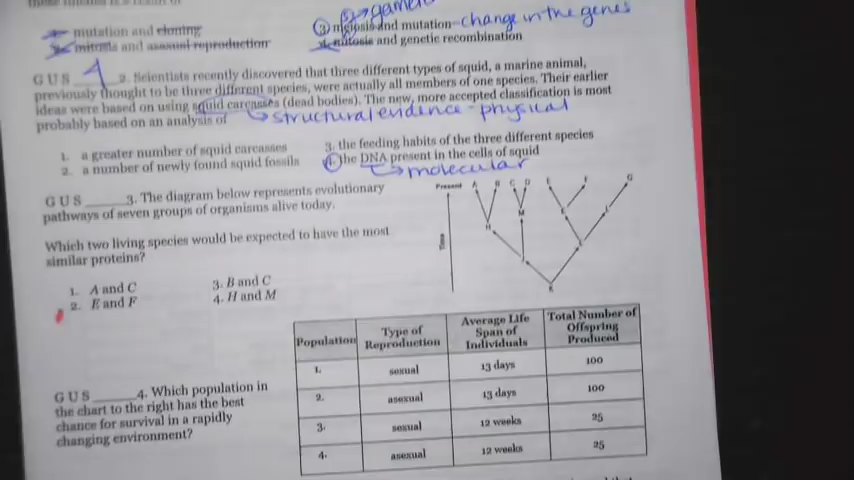 gamete
mutation and cloning
3 meiosis and mutation - change in the genes
mitosis and asexual reproduction
mitosis and genetic recombination
G U S 4 2. Scientists recently discovered that three different types of squid, a marine animal,
previously thought to be three different species, were actually all members of one species. Their earlier
ideas were based on using squid carcasses (dead bodies). The new, more accepted classification is most
probably based on an analysis of
structural evidence - physical
1. a greater number of squid carcasses
2. a number of newly found squid fossils
3. the feeding habits of the three different species
4. the DNA present in the cells of squid
molecular
G U S ______3. The diagram below represents evolutionary
pathways of seven groups of organisms alive today.
Present A B C D E F G
H M
Time
Which two living species would be expected to have the most
similar proteins?
1. A and C
2. E and F
3. B and C
4. H and M
G U S ______4. Which population in
the chart to the right has the best
chance for survival in a rapidly
changing environment?
Population Type of Reproduction Average Life Span of Individuals Total Number of Offspring Produced
1. sexual 13 days 100
2. asexual 13 days 100
3. sexual 12 weeks 25
4. asexual 12 weeks 25